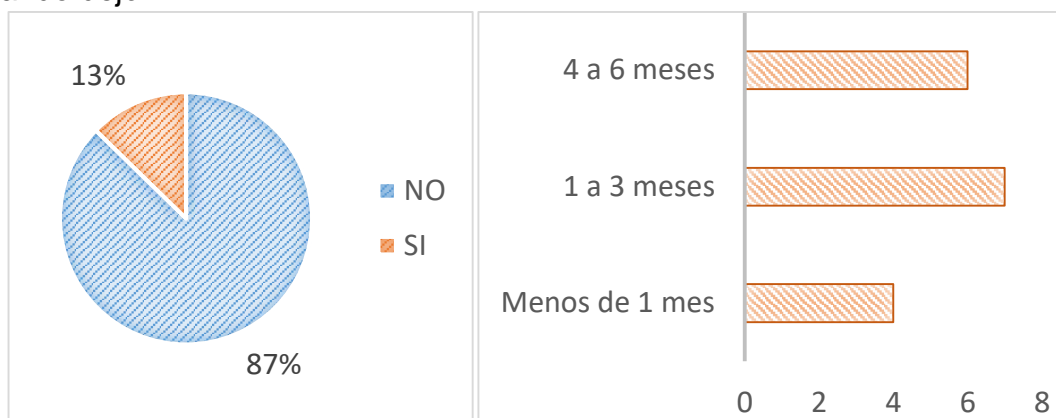 13%
87%
NO
SI
4 a 6 meses
1 a 3 meses
Menos de 1 mes
0 2 4 6 8